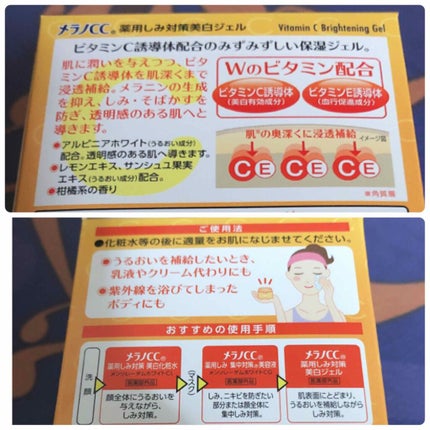 メラノCC® 薬用しみ対策美白ジェル Vitamin C Brightening Gel
ビタミンC誘導体配合のみずみずしい保湿ジェル。
肌に潤いを与えつつ、ビタ
ミンC誘導体を肌深くまで
浸透補給。メラニンの生成
を抑え、しみ・そばかすを
防ぎ、透明感のある肌へと
導きます。
●アルピニアホワイト(うるおい成分)
配合。透明感のある肌へ導きます。
●レモンエキス、サンシュユ果実
エキス(うるおい成分)配合。
●柑橘系の香り
Wのビタミン配合
ビタミンC誘導体
(美白有効成分)
ビタミンE誘導体
(血行促進成分)
肌※の奥深くに浸透補給
イメージ図
C E C E C E
※角質層
ご使用法
●化粧水等の後に適量をお肌になじませてください。
●うるおいを補給したいとき、
乳液やクリーム代わりにも
●紫外線を浴びてしまった
ボディにも
おすすめの使用手順
洗顔
メラノCC®
薬用しみ対策 美白化粧水
医薬部外品
顔全体にうるおいを
与えながら、
しみ対策。
(マスク)
メラノCC®
薬用しみ 集中対策®美容液
医薬部外品
しみ、ニキビを防ぎたい
部分または顔全体に
集中しみ対策。
メラノCC®
薬用しみ対策
美白ジェル
医薬部外品
肌表面にとどまり、
うるおいを補給しながら
しみ対策。